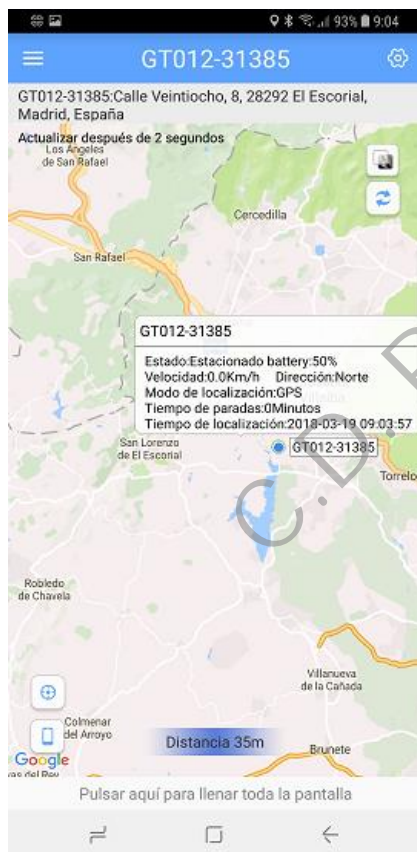 93% 9:04
GT012-31385
GT012-31385:Calle Veintiocho, 8, 28292 El Escorial,
Madrid, España
Actualizar después de 2 segundos
Los Ángeles
de San Rafael
Cercedilla
San Rafael
GT012-31385
Estado:Estacionado battery:50%
Velocidad:0.0Km/h Dirección:Norte
Modo de localización:GPS
Tiempo de paradas:0Minutos
Tiempo de localización:2018-03-19 09:03:57
San Lorenzo
de El Escorial
GT012-31385
Torrelo
Robledo
de Chavela
Villanueva
de la Cañada
Colmenar
del Arroyo
Distancia 35m
Brunete
Google
vas del Rey
Pulsar aquí para llenar toda la pantalla
C.D.